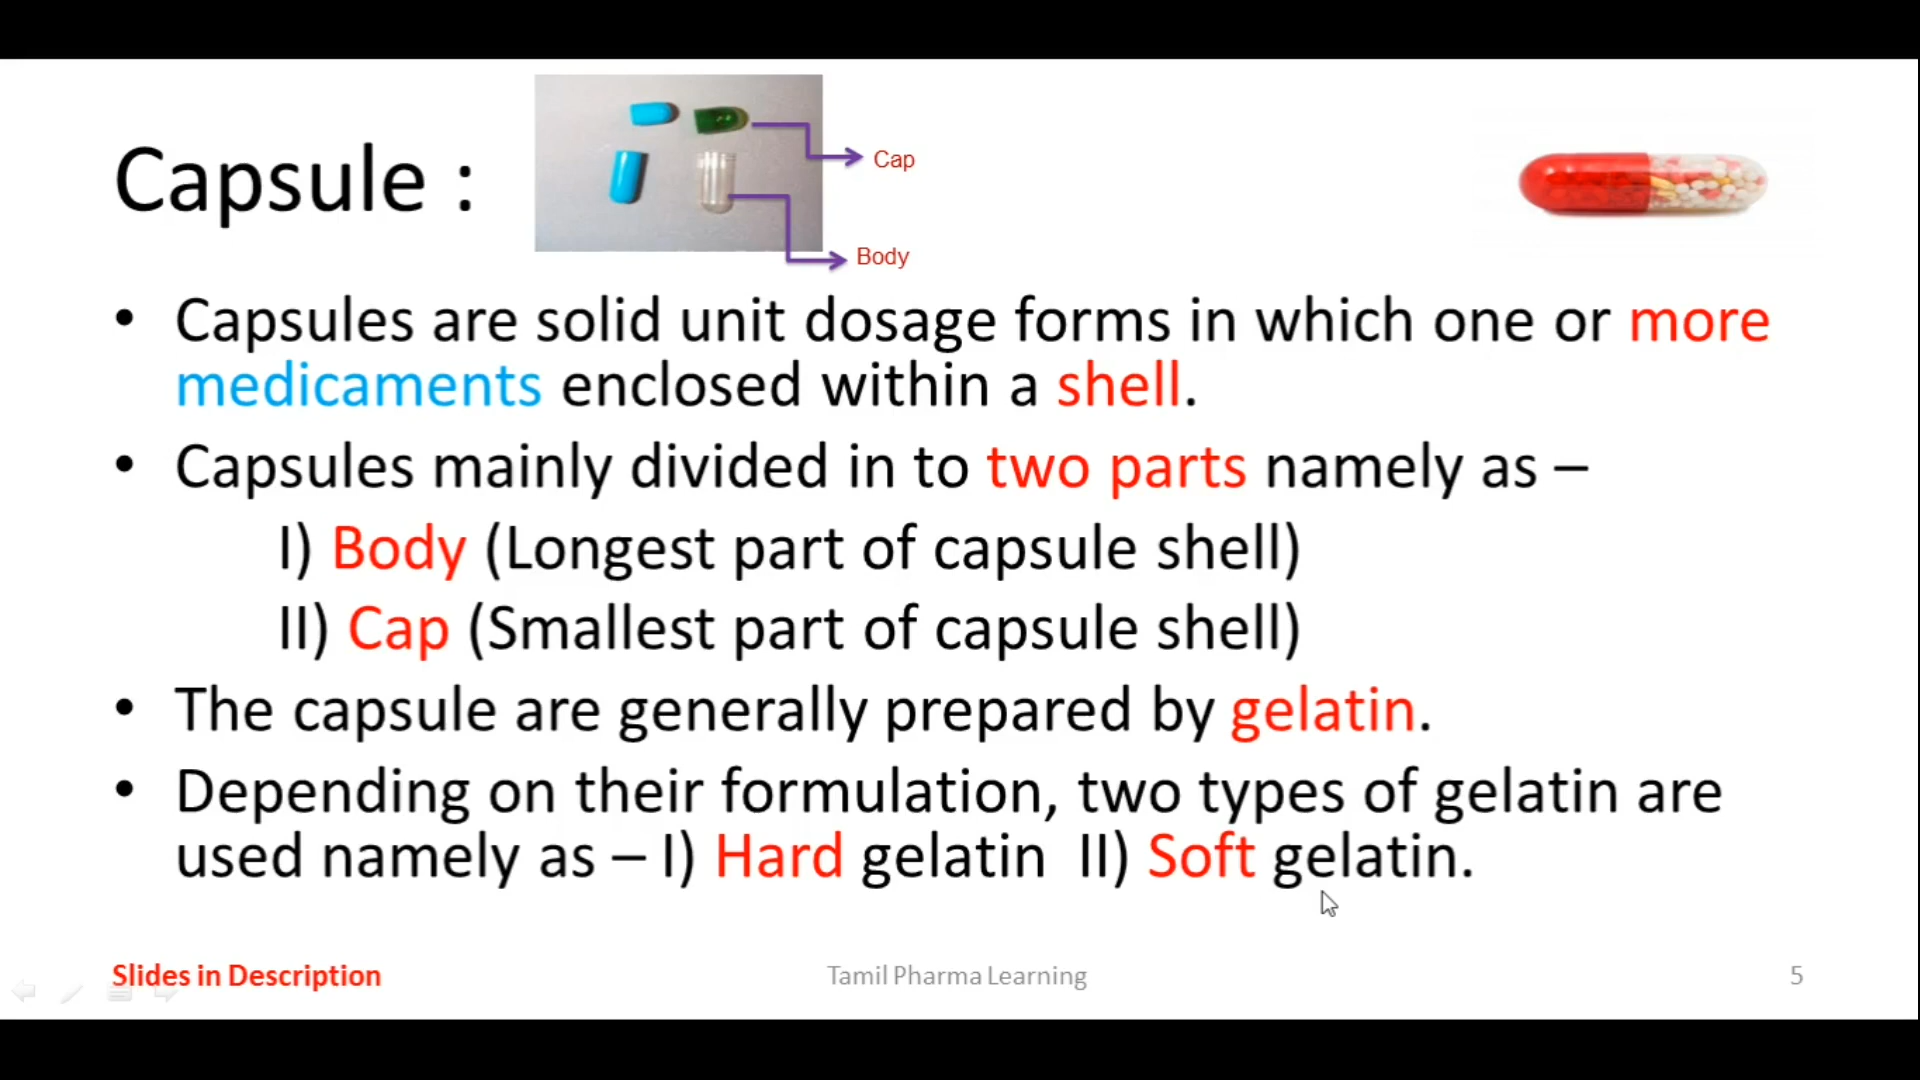 Capsule :
Cap
Body
• Capsules are solid unit dosage forms in which one or more
medicaments enclosed within a shell.
• Capsules mainly divided in to two parts namely as –
I) Body (Longest part of capsule shell)
II) Cap (Smallest part of capsule shell)
• The capsule are generally prepared by gelatin.
• Depending on their formulation, two types of gelatin are
used namely as – I) Hard gelatin II) Soft gelatin.
Slides in Description
Tamil Pharma Learning
5